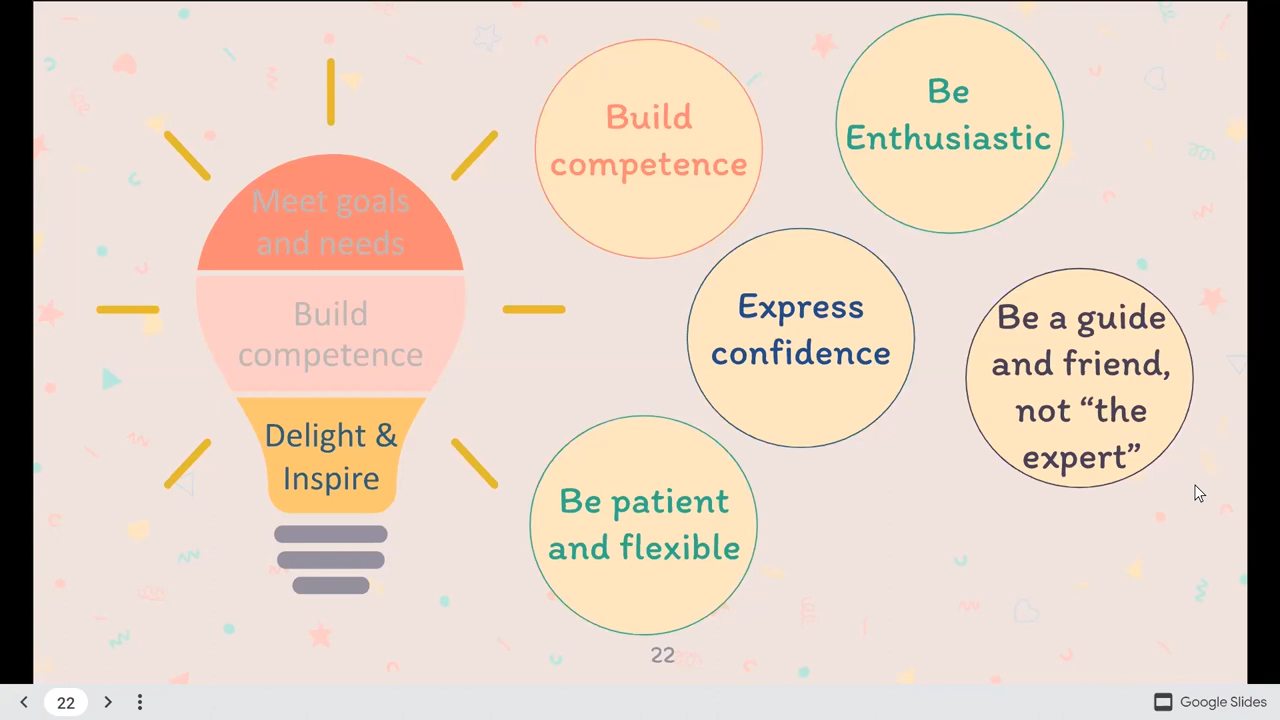 Meet goals
and needs
Build
competence
Delight &
Inspire
Build
competence
Be
Enthusiastic
Express
confidence
Be a guide
and friend,
not “the
expert”
Be patient
and flexible
22
22
Google Slides